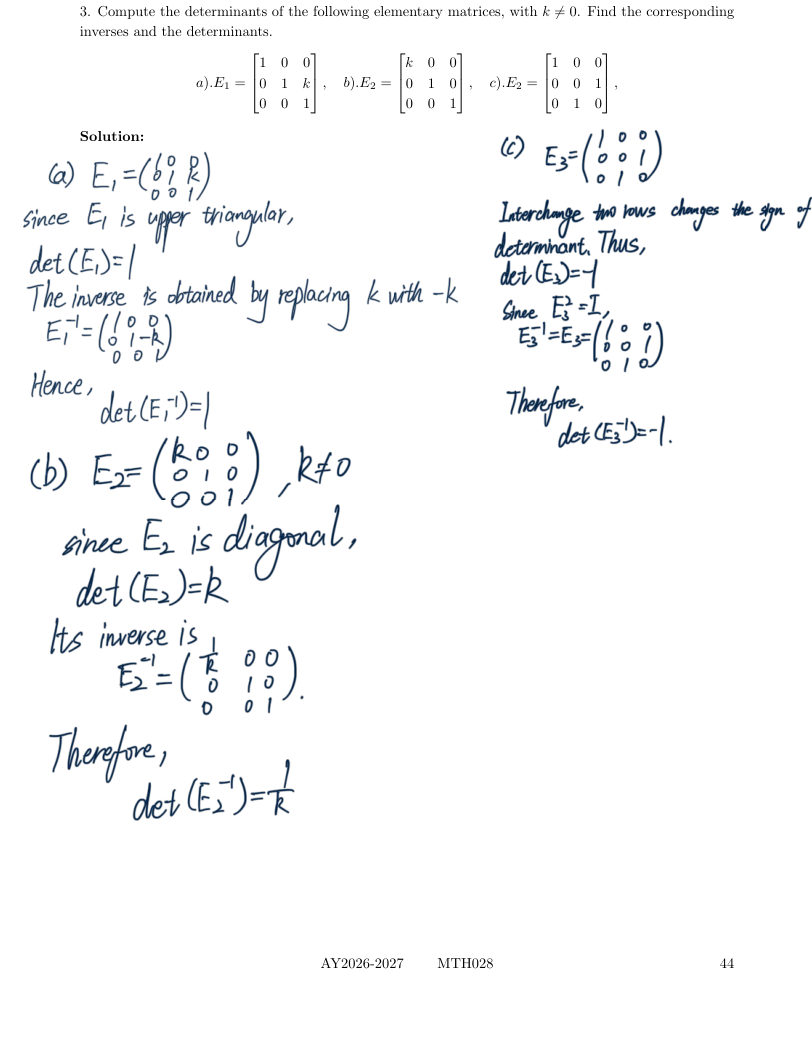 3. Compute the determinants of the following elementary matrices, with k ≠ 0. Find the corresponding
inverses and the determinants.
a).E₁ = [1 0 0; 0 1 k; 0 0 1], b).E₂ = [k 0 0; 0 1 0; 0 0 1], c).E₂ = [1 0 0; 0 0 1; 0 1 0],
Solution:
(a) E₁=(1 0 0; 0 1 k; 0 0 1)
since E₁ is upper triangular,
det(E₁)=1
The inverse is obtained by replacing k with -k
E₁⁻¹=(1 0 0; 0 1 -k; 0 0 1)
Hence,
det(E₁⁻¹)=1
(b) E₂=(k 0 0; 0 1 0; 0 0 1), k≠0
since E₂ is diagonal,
det(E₂)=k
Its inverse is
E₂⁻¹=(1/k 0 0; 0 1 0; 0 0 1).
Therefore,
det(E₂⁻¹)=1/k
(c) E₃=(1 0 0; 0 0 1; 0 1 0)
Interchange two rows changes the sign of
determinant. Thus,
det(E₃)=-1
Since E₃²=I,
E₃⁻¹=E₃=(1 0 0; 0 0 1; 0 1 0)
Therefore,
det(E₃⁻¹)=-1.
AY2026-2027 MTH028 44